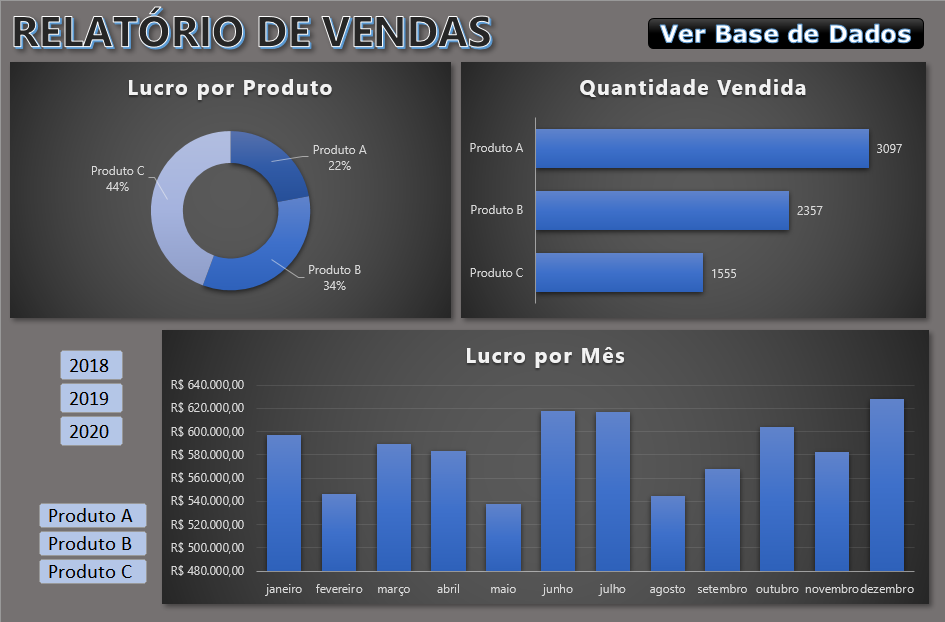 RELATÓRIO DE VENDAS
Ver Base de Dados
Lucro por Produto
Produto A
22%
Produto C
44%
Produto B
34%
Quantidade Vendida
Produto A
3097
Produto B
2357
Produto C
1555
2018
2019
2020
Produto A
Produto B
Produto C
Lucro por Mês
R$ 640.000,00
R$ 620.000,00
R$ 600.000,00
R$ 580.000,00
R$ 560.000,00
R$ 540.000,00
R$ 520.000,00
R$ 500.000,00
R$ 480.000,00
janeiro fevereiro março abril maio junho julho agosto setembro outubro novembro dezembro